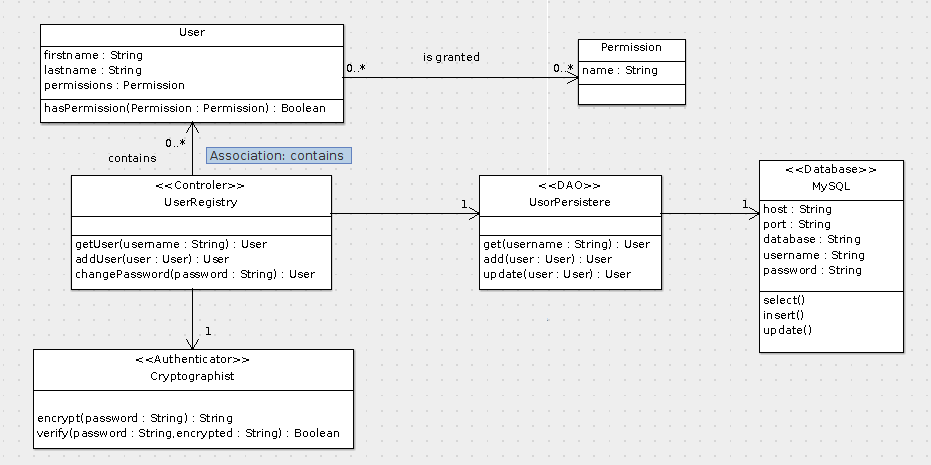 User
firstname : String
lastname : String
permissions : Permission
hasPermission(Permission : Permission) : Boolean
is granted
0..*
0..*
Permission
name : String
0..*
contains
Association: contains
<<Controler>>
UserRegistry
getUser(username : String) : User
addUser(user : User) : User
changePassword(password : String) : User
1
<<DAO>>
UsorPersistere
get(username : String) : User
add(user : User) : User
update(user : User) : User
1
<<Database>>
MySQL
host : String
port : String
database : String
username : String
password : String
select()
insert()
update()
1
<<Authenticator>>
Cryptographist
encrypt(password : String) : String
verify(password : String,encrypted : String) : Boolean